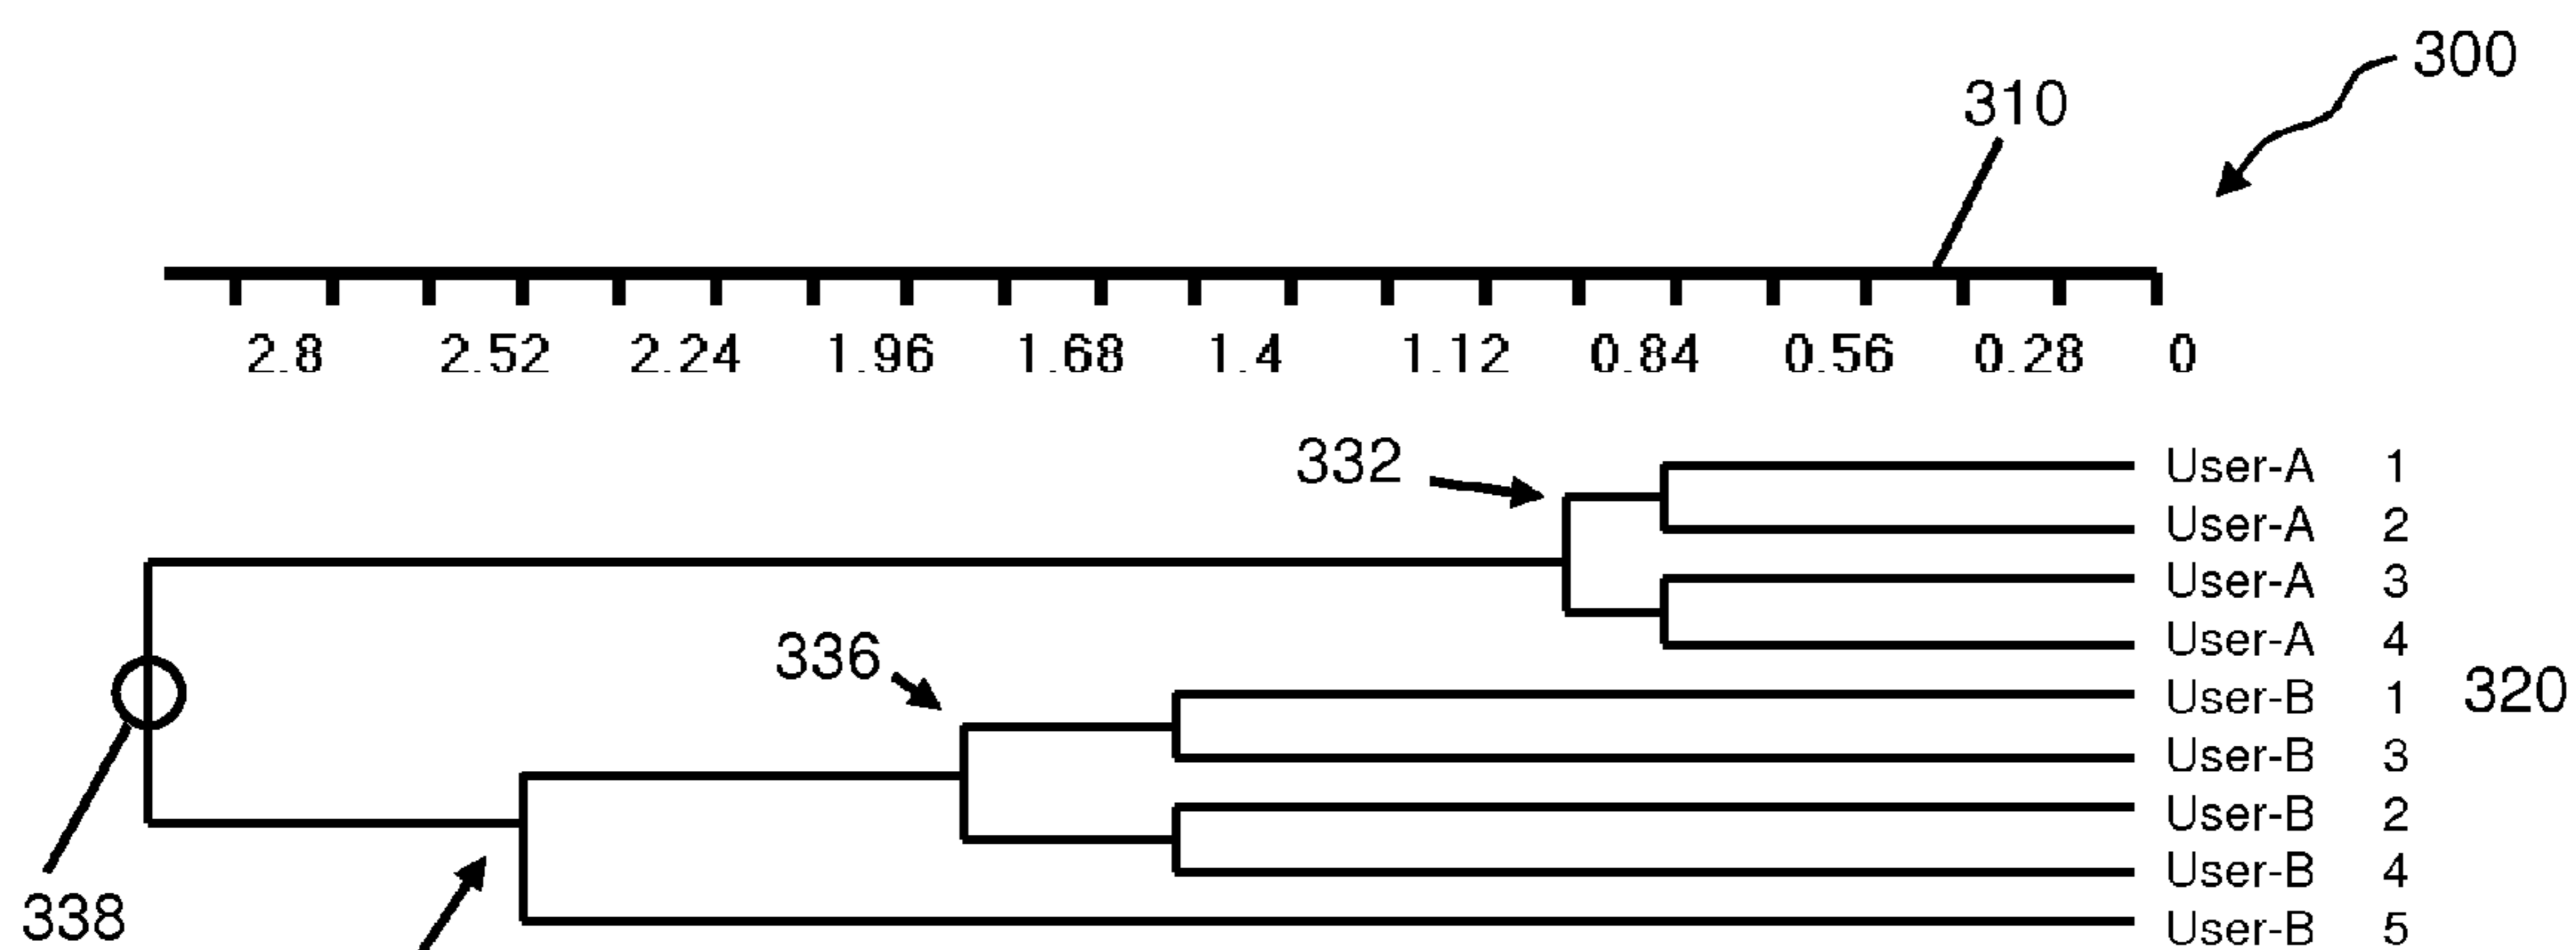 300
310
2.8 2.52 2.24 1.96 1.68 1.4 1.12 0.84 0.56 0.28 0
332
User-A 1
User-A 2
User-A 3
336
User-A 4
User-B 1
320
User-B 3
User-B 2
User-B 4
338
User-B 5